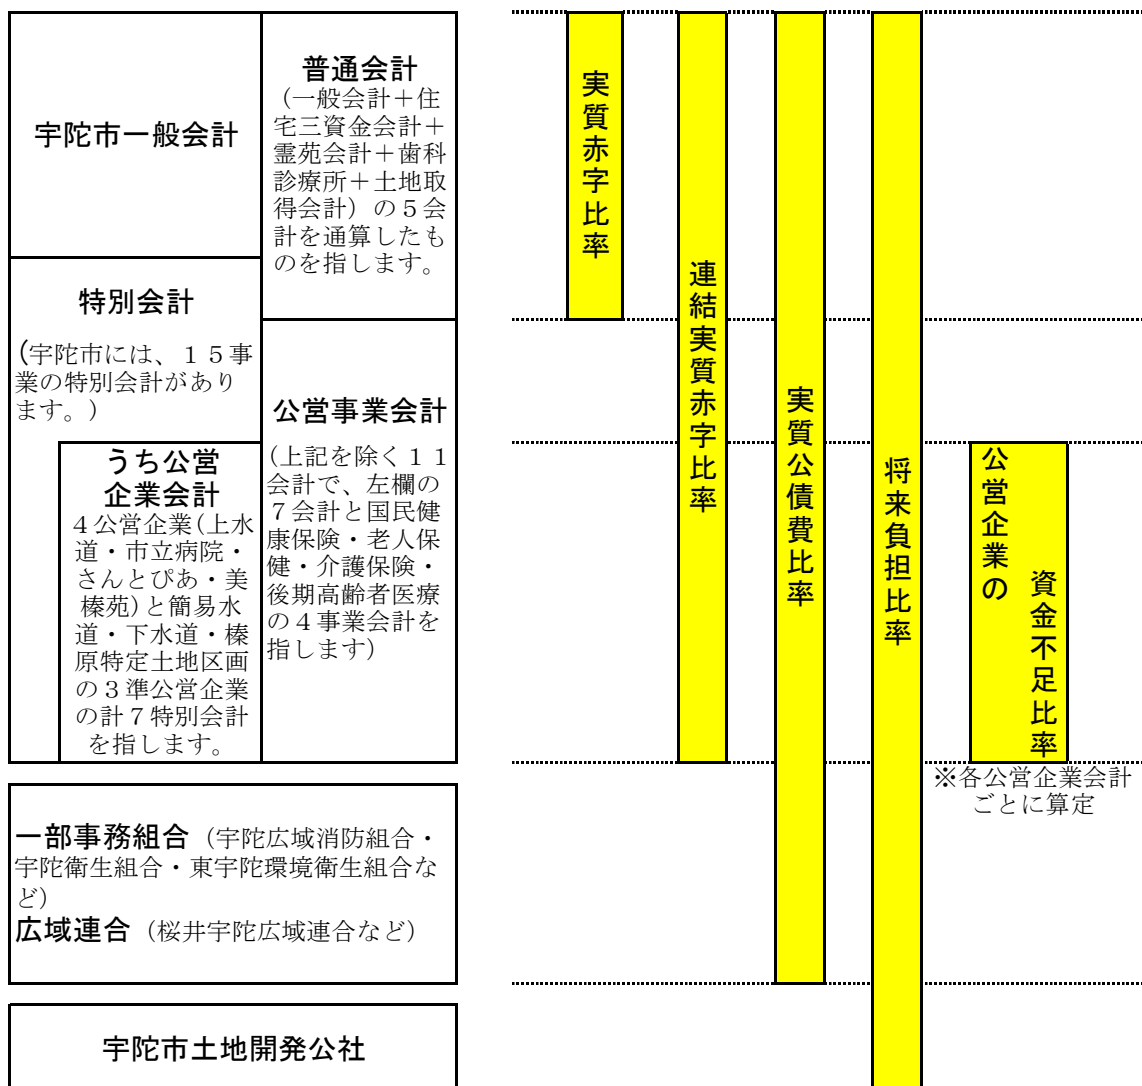 宇陀市一般会計
普通会計
（一般会計＋住
宅三資金会計＋
霊苑会計＋歯科
診療所＋土地取
得会計）の５会
計を通算したも
のを指します。
特別会計
(宇陀市には、１５事
業の特別会計があり
ます。）
うち公営
企業会計
４公営企業(上水
道・市立病院・
さんとぴあ・美
榛苑)と簡易水
道・下水道・榛
原特定土地区画
の３準公営企業
の計７特別会計
を指します。
公営事業会計
(上記を除く１１
会計で、左欄の
７会計と国民健
康保険・老人保
健・介護保険・
後期高齢者医療
の４事業会計を
指します）
一部事務組合（宇陀広域消防組合・
宇陀衛生組合・東宇陀環境衛生組合な
ど）
広域連合（桜井宇陀広域連合など）
宇陀市土地開発公社
実質赤字比率
連結実質赤字比率
実質公債費比率
将来負担比率
公営企業の
資金不足比率
※各公営企業会計
ごとに算定